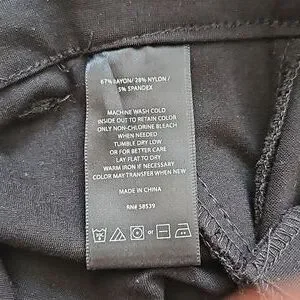 67% RAYON/ 28% NYLON/
5% SPANDEX
MACHINE WASH COLD
INSIDE OUT TO RETAIN COLOR
ONLY NON-CHLORINE BLEACH
WHEN NEEDED
TUMBLE DRY LOW
OR FOR BETTER CARE
LAY FLAT TO DRY
WARM IRON IF NECESSARY
COLOR MAY TRANSFER WHEN NEW
MADE IN CHINA
RN# 58539
or